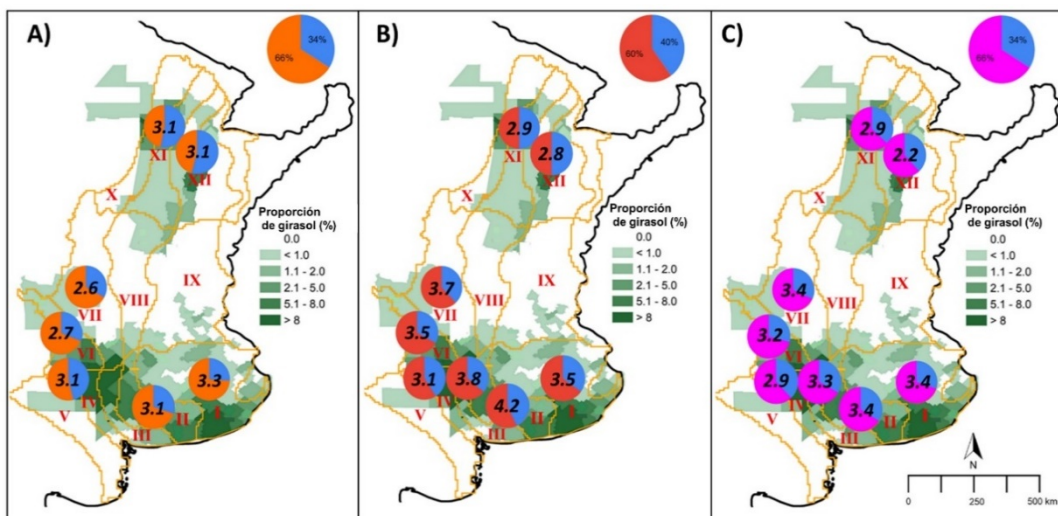 A)
66%
34%
3.1
3.1
XI
XII
X
Proporción
de girasol (%)
0.0
< 1.0
1.1 - 2.0
2.1 - 5.0
5.1 - 8.0
> 8
IX
2.6
VIII
VII
2.7
VI
3.1
3.3
IV
3.1
V
II
I
III
B)
60%
40%
2.9
2.8
XI
XII
X
Proporción
de girasol (%)
0.0
< 1.0
1.1 - 2.0
2.1 - 5.0
5.1 - 8.0
> 8
IX
3.7
VIII
VII
3.5
VI
3.1
3.8
3.5
IV
4.2
V
II
I
III
C)
66%
34%
2.9
2.2
XI
XII
X
Proporción
de girasol (%)
0.0
< 1.0
1.1 - 2.0
2.1 - 5.0
5.1 - 8.0
> 8
IX
3.4
VIII
VII
3.2
VI
2.9
3.3
3.4
IV
3.4
V
II
I
III
N
0 250 500 km